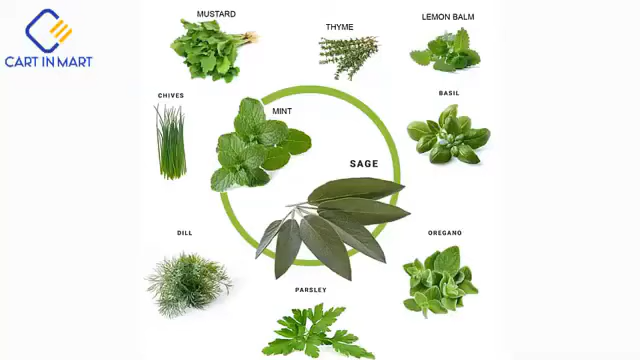 CART IN MART
MUSTARD
THYME
LEMON BALM
CHIVES
MINT
BASIL
SAGE
DILL
OREGANO
PARSLEY